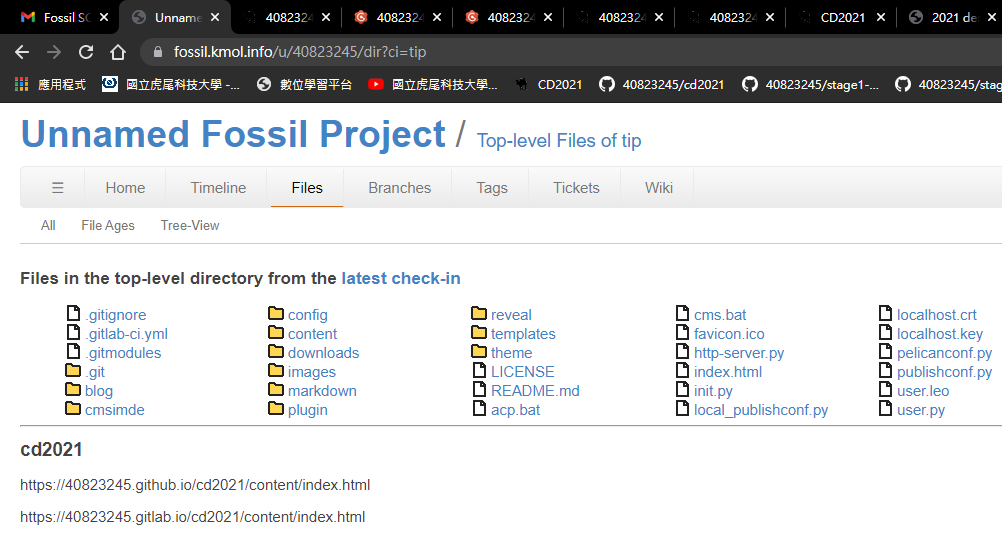 Fossil SC
Unname
40823
40823
40823
40823
40823
CD2021
2021 de
fossil.kmol.info/u/40823245/dir?ci=tip
應用程式
國立虎尾科技大學 -...
數位學習平台
國立虎尾科技大學...
CD2021
40823245/cd2021
40823245/stage1-...
40823245/stag
Unnamed Fossil Project / Top-level Files of tip
☰
Home
Timeline
Files
Branches
Tags
Tickets
Wiki
All
File Ages
Tree-View
Files in the top-level directory from the latest check-in
.gitignore
.gitlab-ci.yml
.gitmodules
.git
blog
cmsimde
config
content
downloads
images
markdown
plugin
reveal
templates
theme
LICENSE
README.md
acp.bat
cms.bat
favicon.ico
http-server.py
index.html
init.py
local_publishconf.py
localhost.crt
localhost.key
pelicanconf.py
publishconf.py
user.leo
user.py
cd2021
https://40823245.github.io/cd2021/content/index.html
https://40823245.gitlab.io/cd2021/content/index.html